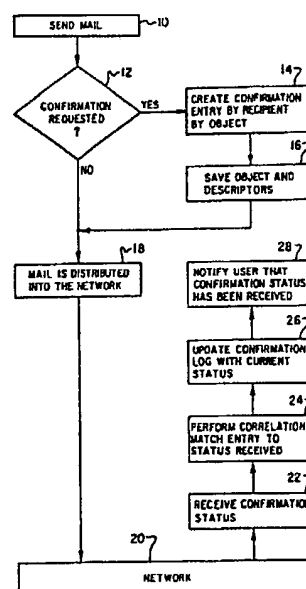 SEND MAIL
10
12
CONFIRMATION
REQUESTED
?
YES
NO
14
CREATE CONFIRMATION
ENTRY BY RECIPIENT
BY OBJECT
16
SAVE OBJECT AND
DESCRIPTORS
18
MAIL IS DISTRIBUTED
INTO THE NETWORK
28
NOTIFY USER THAT
CONFIRMATION STATUS
HAS BEEN RECEIVED
26
UPDATE CONFIRMATION
LOG WITH CURRENT
STATUS
24
PERFORM CORRELATION
MATCH ENTRY TO
STATUS RECEIVED
22
RECEIVE CONFIRMATION
STATUS
20
NETWORK